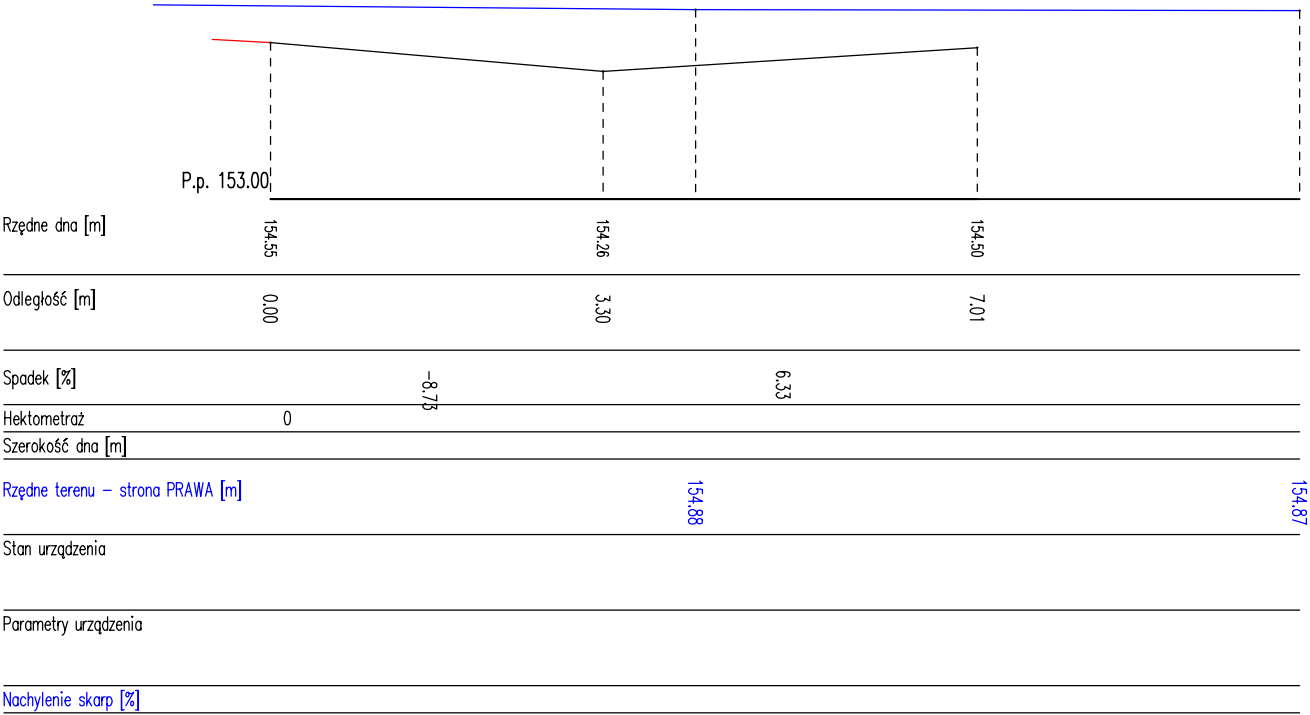 P.p. 153.00
Rzędne dna [m] 154.55 154.26 154.50
Odległość [m] 0.00 3.30 7.01
Spadek [%] -8.73 6.33
Hektometraż 0
Szerokość dna [m]
Rzędne terenu – strona PRAWA [m] 154.88 154.87
Stan urządzenia
Parametry urządzenia
Nachylenie skarp [%]